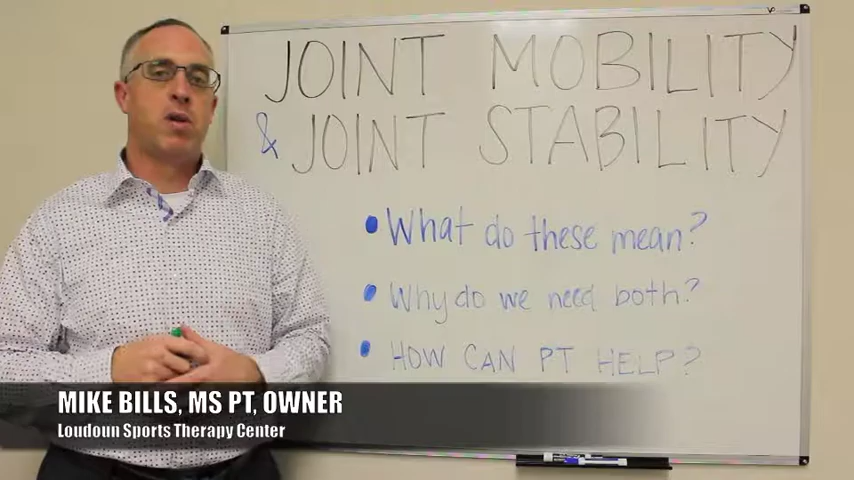 JOINT MOBILITY
& JOINT STABILITY
• What do these mean?
• Why do we need both?
• HOW CAN PT HELP?
MIKE BILLS, MS PT, OWNER
Loudoun Sports Therapy Center